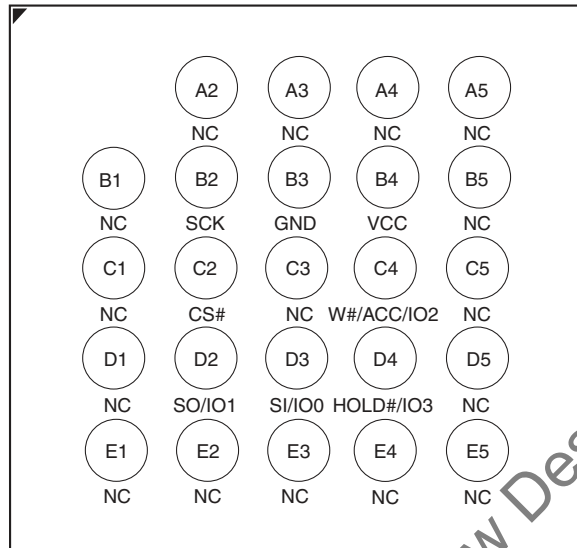 A2 A3 A4 A5
NC NC NC NC
B1 B2 B3 B4 B5
NC SCK GND VCC NC
C1 C2 C3 C4 C5
NC CS# NC W#/ACC/IO2 NC
D1 D2 D3 D4 D5
NC SO/IO1 SI/IO0 HOLD#/IO3 NC
E1 E2 E3 E4 E5
NC NC NC NC NC